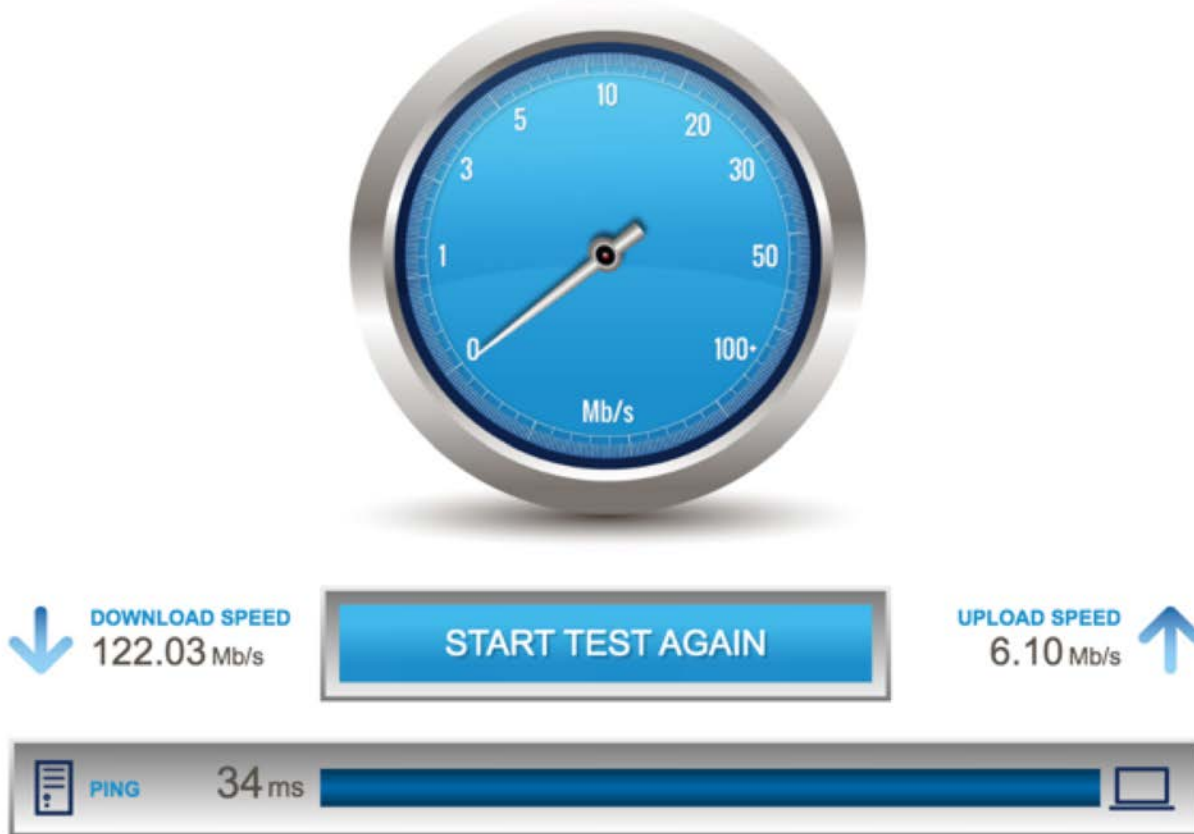 10
5
20
3
30
1
50
0
100+
Mb/s
DOWNLOAD SPEED
122.03 Mb/s
START TEST AGAIN
UPLOAD SPEED
6.10 Mb/s
PING 34 ms